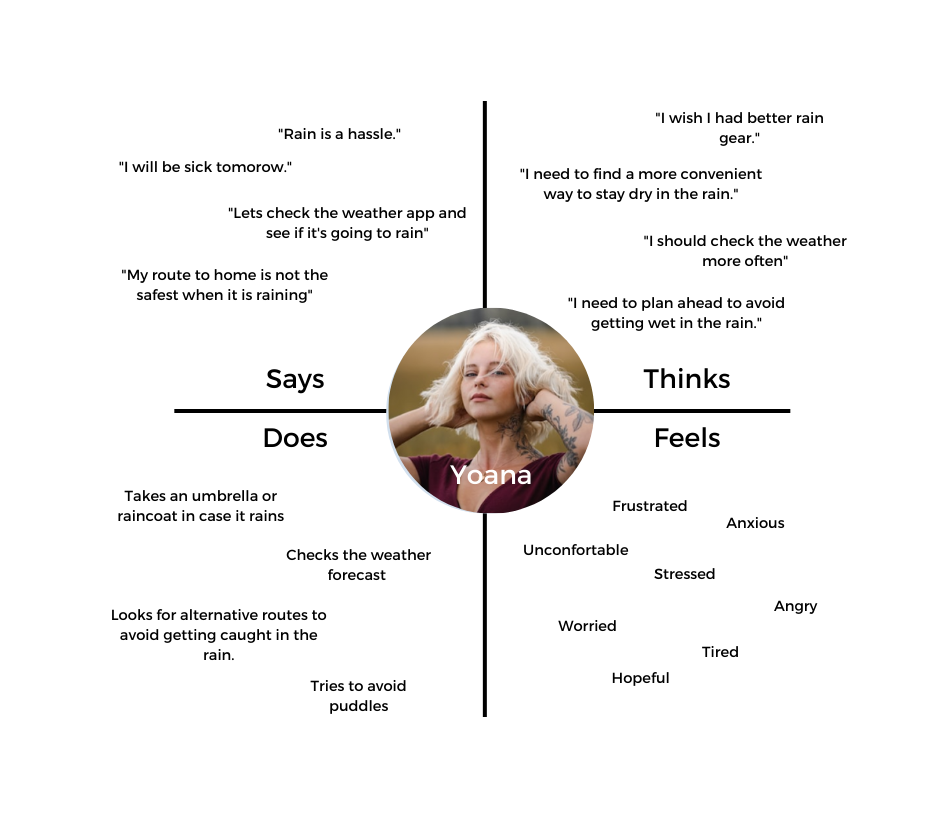 "Rain is a hassle."
"I will be sick tomorow."
"Lets check the weather app and
see if it's going to rain"
"My route to home is not the
safest when it is raining"
Says
"I wish I had better rain
gear."
"I need to find a more convenient
way to stay dry in the rain."
"I should check the weather
more often"
"I need to plan ahead to avoid
getting wet in the rain."
Thinks
Yoana
Does
Takes an umbrella or
raincoat in case it rains
Checks the weather
forecast
Looks for alternative routes to
avoid getting caught in the
rain.
Tries to avoid
puddles
Feels
Frustrated
Anxious
Unconfortable
Stressed
Angry
Worried
Tired
Hopeful